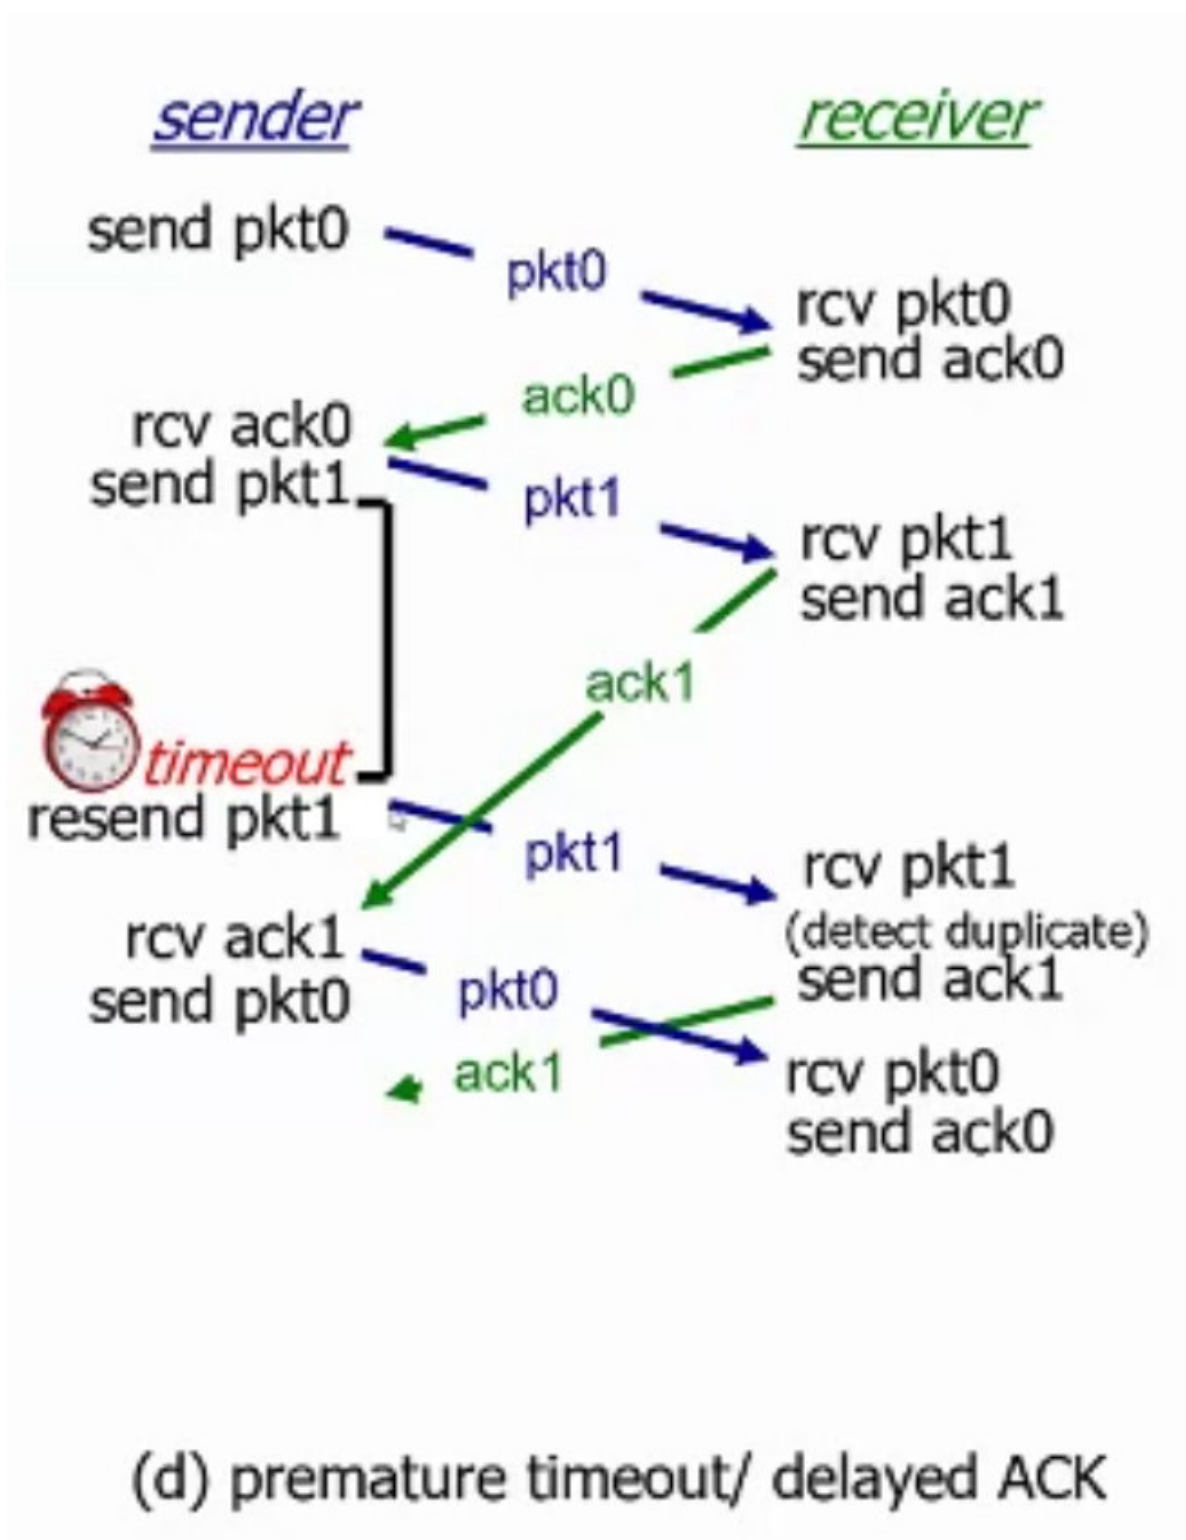 sender
receiver
send pkt0
pkt0
rcv pkt0
send ack0
ack0
rcv ack0
send pkt1
pkt1
rcv pkt1
send ack1
ack1
timeout
resend pkt1
pkt1
rcv pkt1
(detect duplicate)
send ack1
rcv ack1
send pkt0
pkt0
ack1
rcv pkt0
send ack0
(d) premature timeout/ delayed ACK